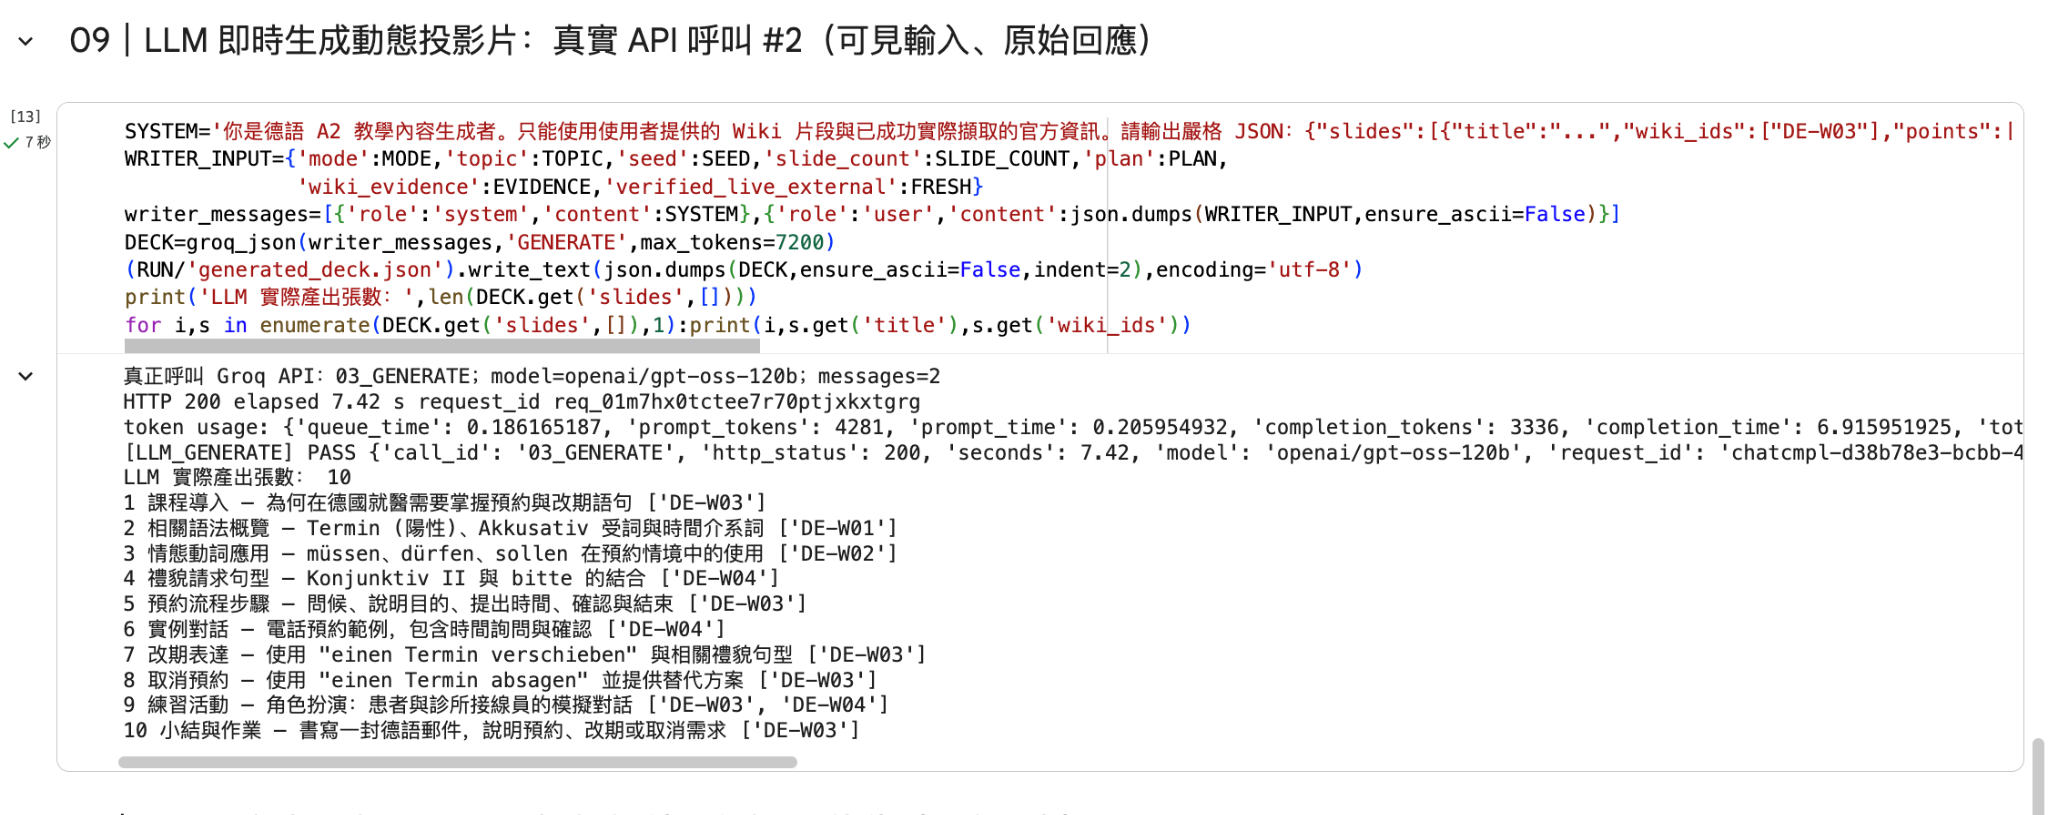 09｜LLM 即時生成動態投影片：真實 API 呼叫 #2（可見輸入、原始回應）
[13]
7 秒
SYSTEM='你是德語 A2 教學內容生成者。只能使用使用者提供的 Wiki 片段與已成功實際擷取的官方資訊。請輸出嚴格 JSON：{"slides":[{"title":"...","wiki_ids":["DE-W03"],"points":
WRITER_INPUT={'mode':MODE,'topic':TOPIC,'seed':SEED,'slide_count':SLIDE_COUNT,'plan':PLAN,
'wiki_evidence':EVIDENCE,'verified_live_external':FRESH}
writer_messages=[{'role':'system','content':SYSTEM},{'role':'user','content':json.dumps(WRITER_INPUT,ensure_ascii=False)}]
DECK=groq_json(writer_messages,'GENERATE',max_tokens=7200)
(RUN/'generated_deck.json').write_text(json.dumps(DECK,ensure_ascii=False,indent=2),encoding='utf-8')
print('LLM 實際產出張數：',len(DECK.get('slides',[])))
for i,s in enumerate(DECK.get('slides',[]),1):print(i,s.get('title'),s.get('wiki_ids'))
真正呼叫 Groq API：03_GENERATE；model=openai/gpt-oss-120b；messages=2
HTTP 200 elapsed 7.42 s request_id req_01m7hx0tctee7r70ptjxkxtgrg
token usage: {'queue_time': 0.186165187, 'prompt_tokens': 4281, 'prompt_time': 0.205954932, 'completion_tokens': 3336, 'completion_time': 6.915951925, 'tot
[LLM_GENERATE] PASS {'call_id': '03_GENERATE', 'http_status': 200, 'seconds': 7.42, 'model': 'openai/gpt-oss-120b', 'request_id': 'chatcmpl-d38b78e3-bcbb-4
LLM 實際產出張數： 10
1 課程導入 – 為何在德國就醫需要掌握預約與改期語句 ['DE-W03']
2 相關語法概覽 – Termin (陽性)、Akkusativ 受詞與時間介系詞 ['DE-W01']
3 情態動詞應用 – müssen、dürfen、sollen 在預約情境中的使用 ['DE-W02']
4 禮貌請求句型 – Konjunktiv II 與 bitte 的結合 ['DE-W04']
5 預約流程步驟 – 問候、說明目的、提出時間、確認與結束 ['DE-W03']
6 實例對話 – 電話預約範例，包含時間詢問與確認 ['DE-W04']
7 改期表達 – 使用 "einen Termin verschieben" 與相關禮貌句型 ['DE-W03']
8 取消預約 – 使用 "einen Termin absagen" 並提供替代方案 ['DE-W03']
9 練習活動 – 角色扮演：患者與診所接線員的模擬對話 ['DE-W03', 'DE-W04']
10 小結與作業 – 書寫一封德語郵件，說明預約、改期或取消需求 ['DE-W03']